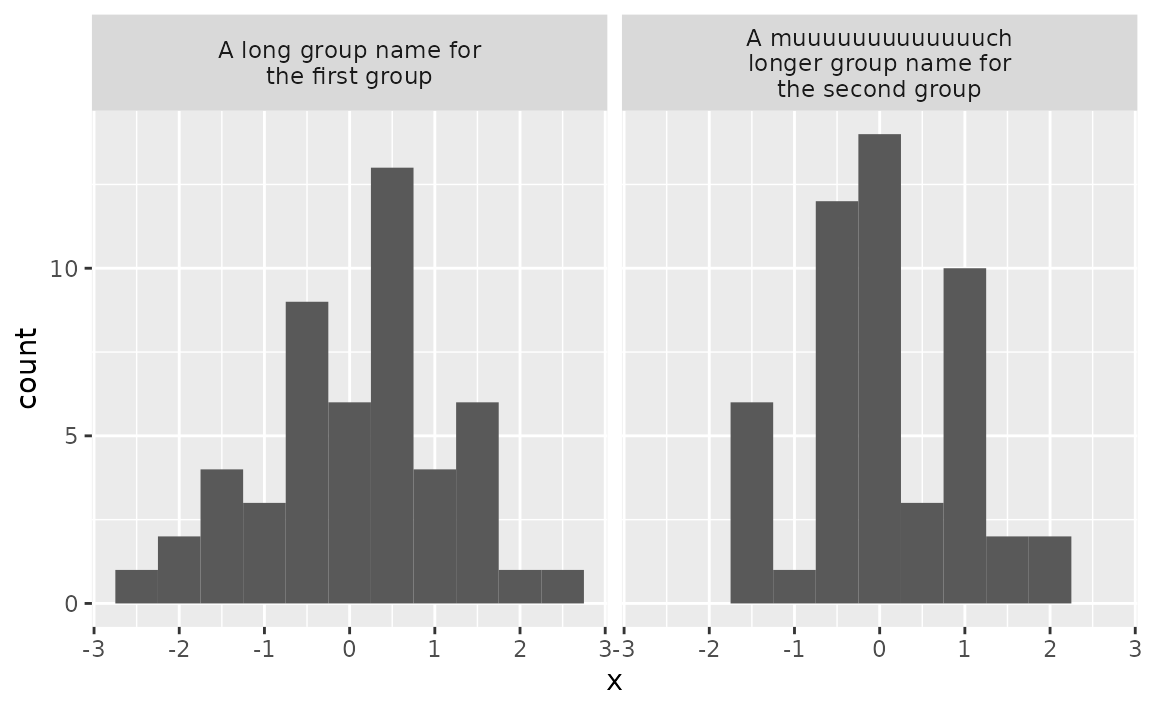 A long group name for
the first group
A muuuuuuuuuuuuuch
longer group name for
the second group
count
10
5
0
-3 -2 -1 0 1 2 3
-3 -2 -1 0 1 2 3
x